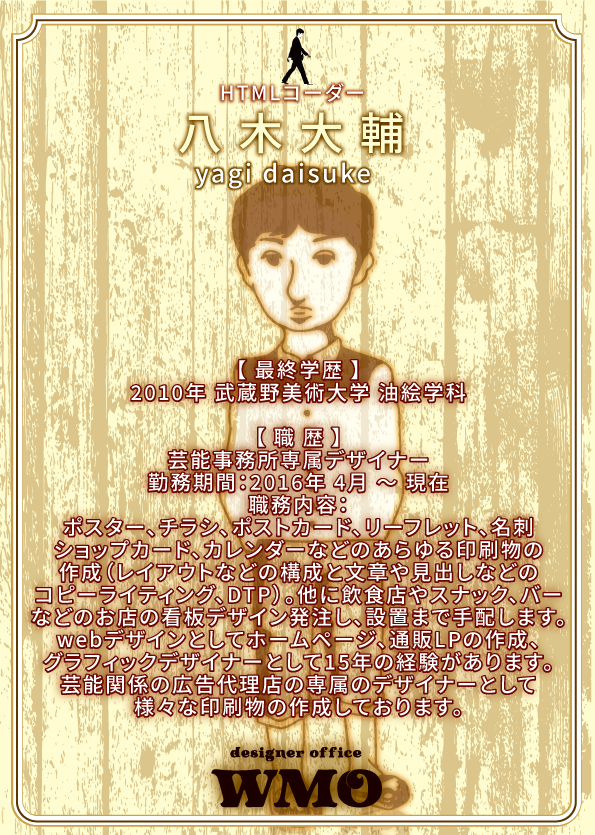 HTMLコーダー
八木大輔
yagi daisuke
【 最終学歴 】
2010年 武蔵野美術大学 油絵学科
【 職 歴 】
芸能事務所専属デザイナー
勤務期間：2016年 4月 〜 現在
職務内容：
ポスター、チラシ、ポストカード、リーフレット、名刺
ショップカード、カレンダーなどのあらゆる印刷物の
作成（レイアウトなどの構成と文章や見出しなどの
コピーライティング、DTP）。他に飲食店やスナック、バー
などのお店の看板デザイン発注し、設置まで手配します。
webデザインとしてホームページ、通販LPの作成、
グラフィックデザイナーとして15年の経験があります。
芸能関係の広告代理店の専属のデザイナーとして
様々な印刷物の作成しております。
designer office
WMO